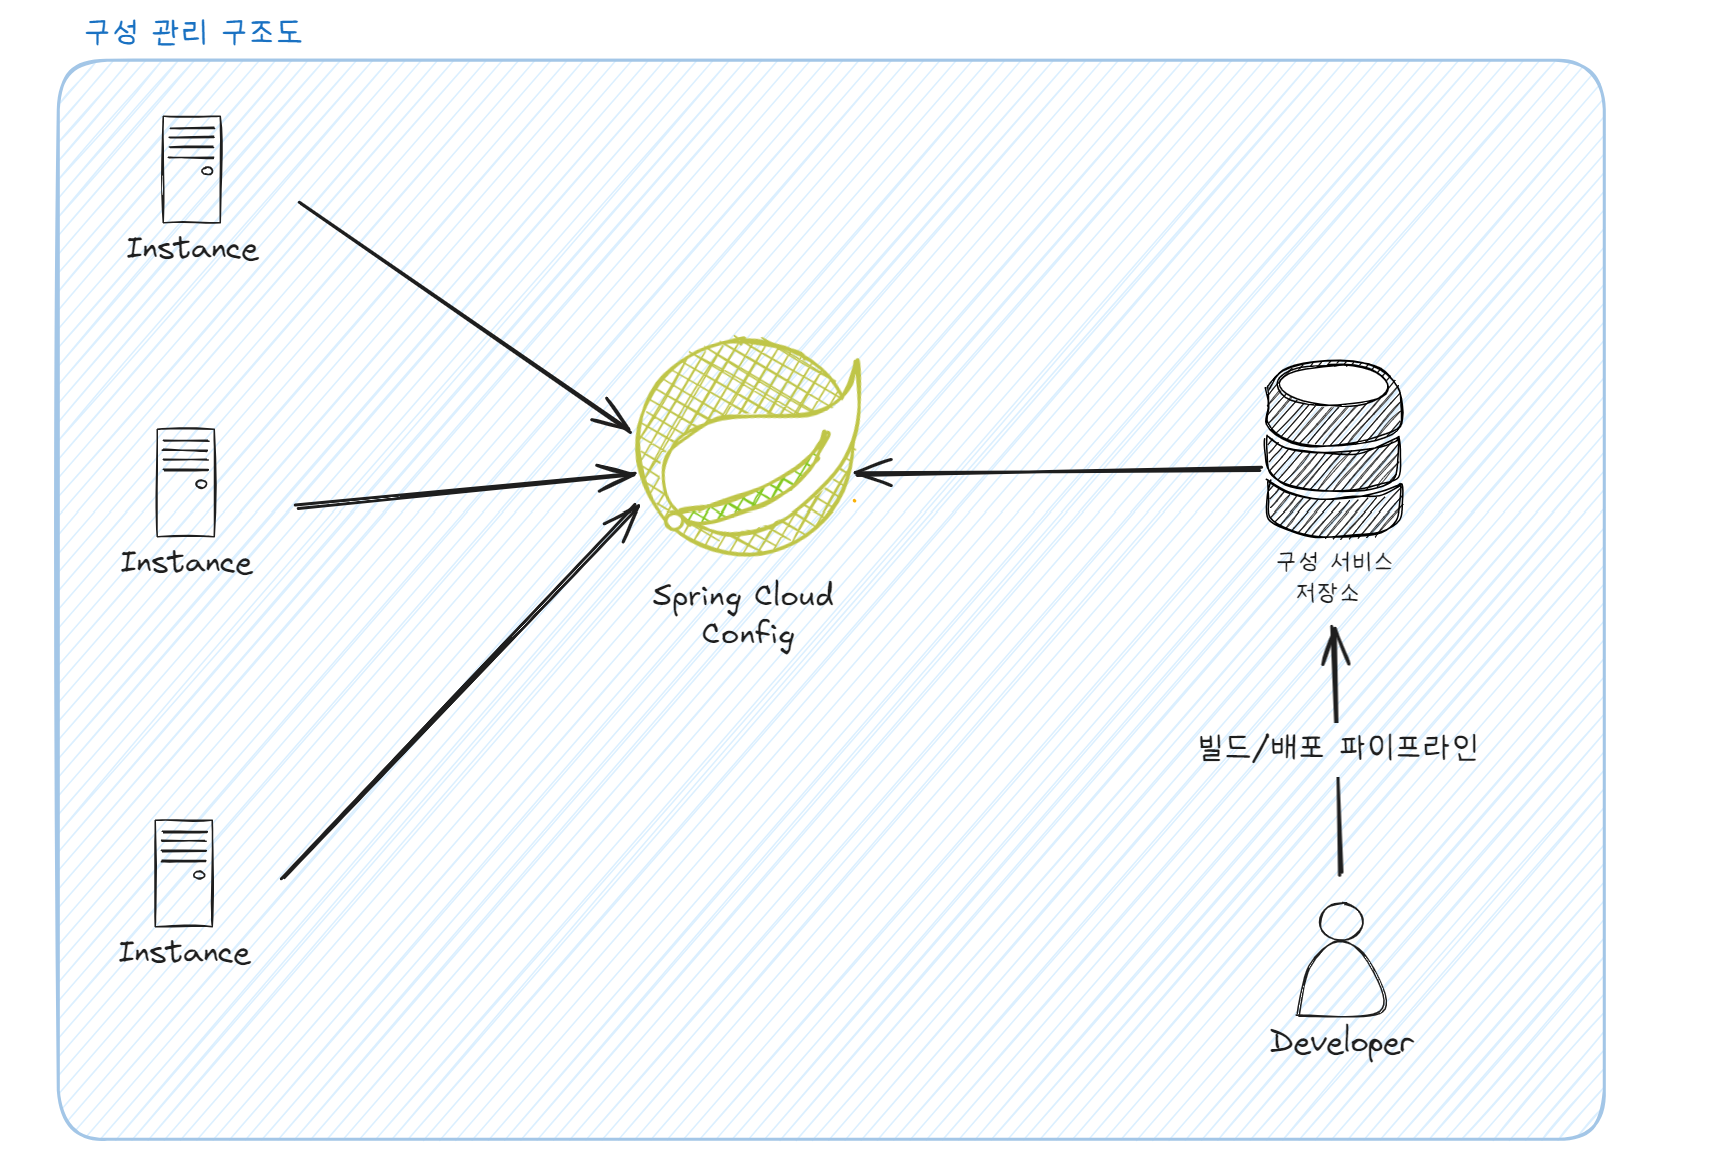 구성 관리 구조도
Instance
Instance
Instance
Spring Cloud
Config
구성 서비스
저장소
빌드/배포 파이프라인
Developer